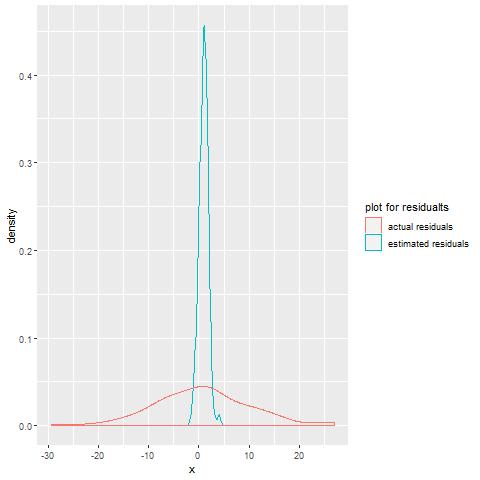 0.4
0.3
0.2
0.1
0.0
density
-30 -20 -10 0 10 20
x
plot for residualts
actual residuals
estimated residuals